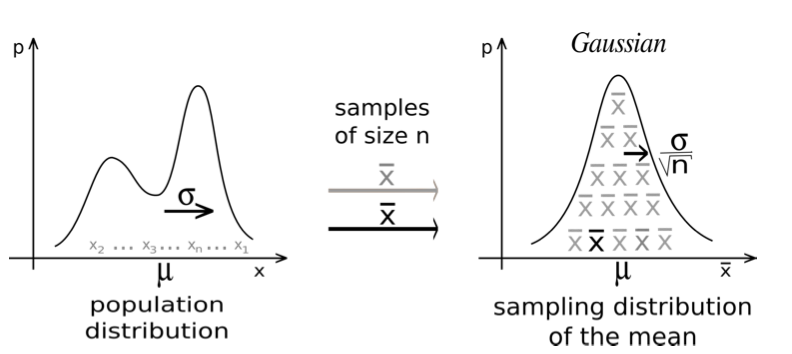 p
σ
x₂ ... x₃... xₙ... x₁
μ
x
population
distribution
samples
of size n
x̄
x̄
Gaussian
p
x̄
x̄ x̄
σ
√n
x̄ x̄ x̄
x̄ x̄ x̄ x̄
x̄ x̄ x̄ x̄ x̄
μ
x̄
sampling distribution
of the mean